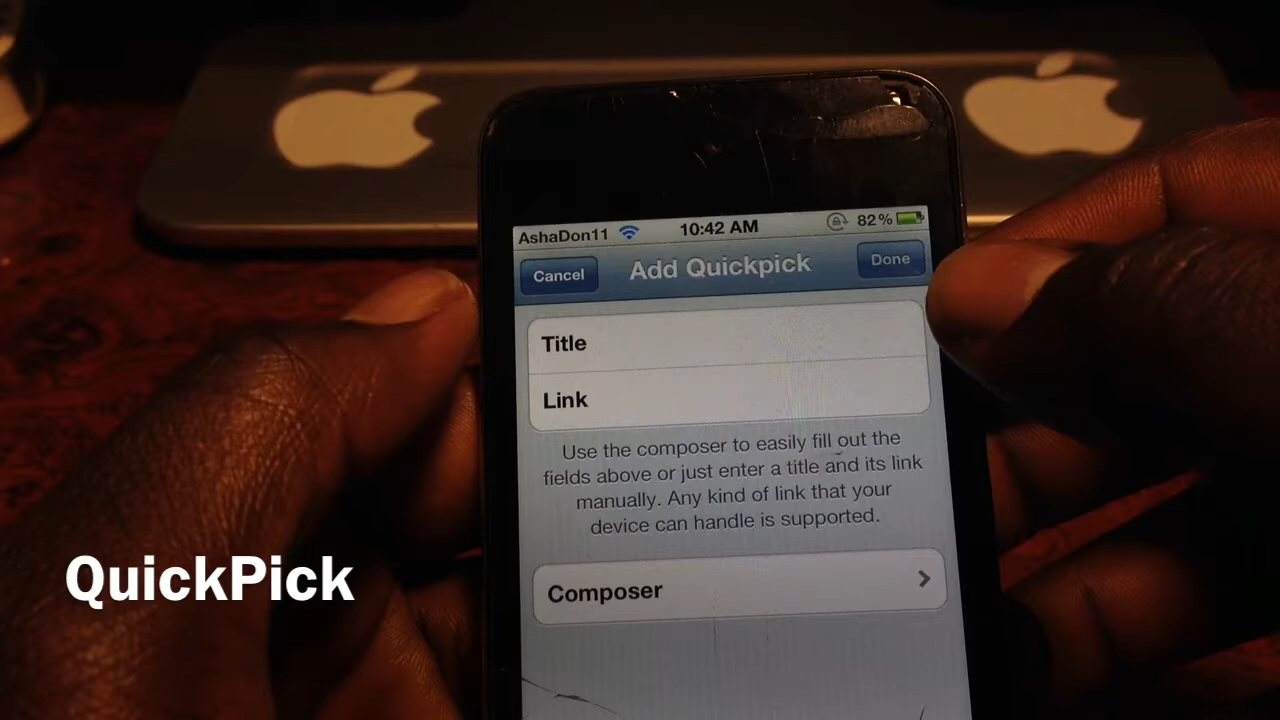 AshaDon11 10:42 AM 82%
Cancel Add Quickpick Done
Title
Link
Use the composer to easily fill out the
fields above or just enter a title and its link
manually. Any kind of link that your
device can handle is supported.
Composer
QuickPick